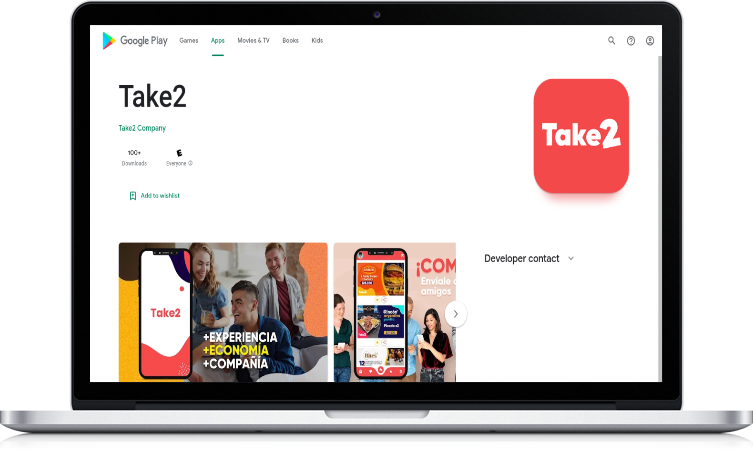 Google Play Games Apps Movies & TV Books Kids
Take2
Take2 Company
100+
Downloads
Everyone
Add to wishlist
Take2
Developer contact
Take2
+EXPERIENCIA
+ECONOMÍA
+COMPAÑÍA
¡COM
Envíale
amigos